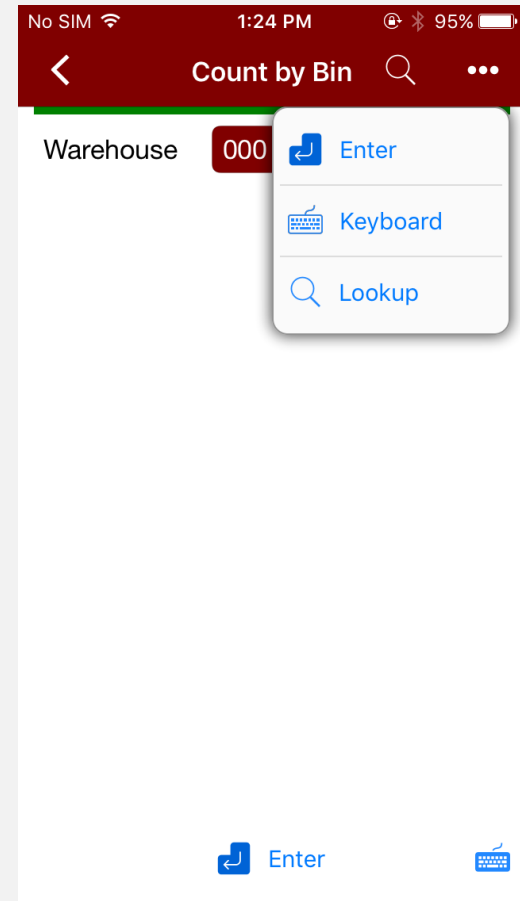 No SIM 1:24 PM 95%
Count by Bin
Warehouse 000
Enter
Keyboard
Lookup
Enter